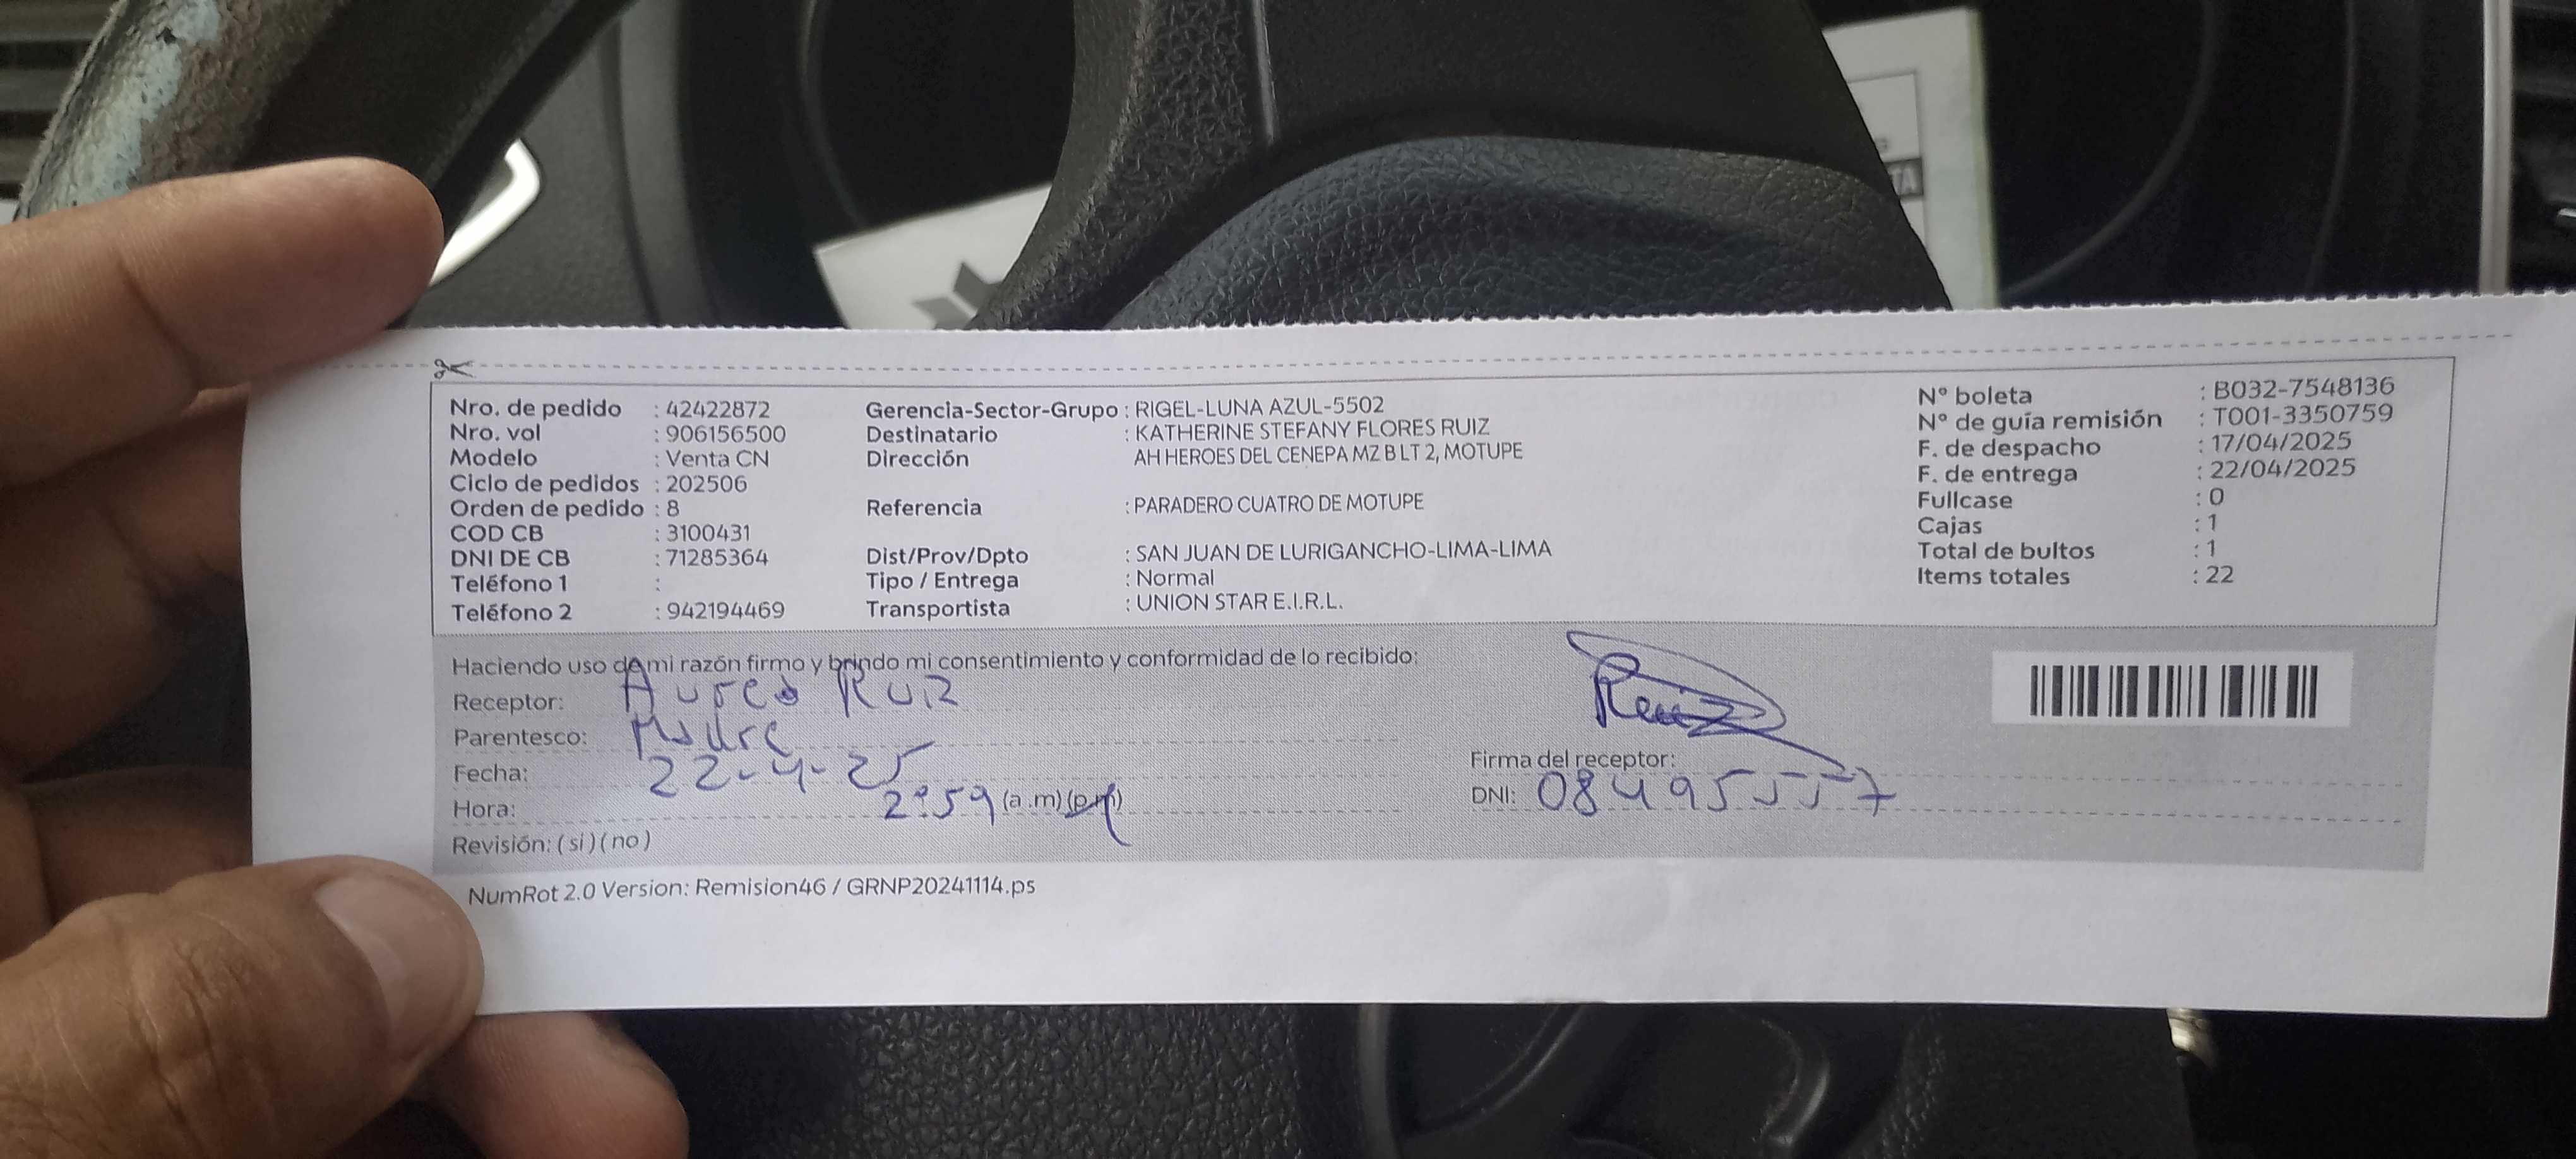 Nro. de pedido : 42422872
Nro. vol : 906156500
Modelo : Venta CN
Ciclo de pedidos : 202506
Orden de pedido : 8
COD CB : 3100431
DNI DE CB : 71285364
Teléfono 1 :
Teléfono 2 : 942194469
Gerencia-Sector-Grupo : RIGEL-LUNA AZUL-5502
Destinatario : KATHERINE STEFANY FLORES RUIZ
Dirección AH HEROES DEL CENEPA MZ B LT 2, MOTUPE
Referencia : PARADERO CUATRO DE MOTUPE
Dist/Prov/Dpto : SAN JUAN DE LURIGANCHO-LIMA-LIMA
Tipo / Entrega : Normal
Transportista : UNION STAR E.I.R.L.
N° boleta : B032-7548136
N° de guía remisión : T001-3350759
F. de despacho : 17/04/2025
F. de entrega : 22/04/2025
Fullcase : 0
Cajas : 1
Total de bultos : 1
Items totales : 22
Haciendo uso de mi razón firmo y brindo mi consentimiento y conformidad de lo recibido:
Receptor: Aurea Ruiz
Parentesco: Madre
Fecha: 22-4-25
Hora: 2:59 (a.m) (p.m)
Revisión: (si) (no)
Ruiz
Firma del receptor:
DNI: 08495557
NumRot 2.0 Version: Remision46 / GRNP20241114.ps